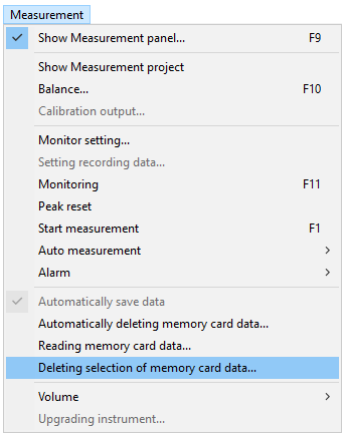 Measurement
Show Measurement panel... F9
Show Measurement project
Balance... F10
Calibration output...
Monitor setting...
Setting recording data...
Monitoring F11
Peak reset
Start measurement F1
Auto measurement
Alarm
Automatically save data
Automatically deleting memory card data...
Reading memory card data...
Deleting selection of memory card data...
Volume
Upgrading instrument...